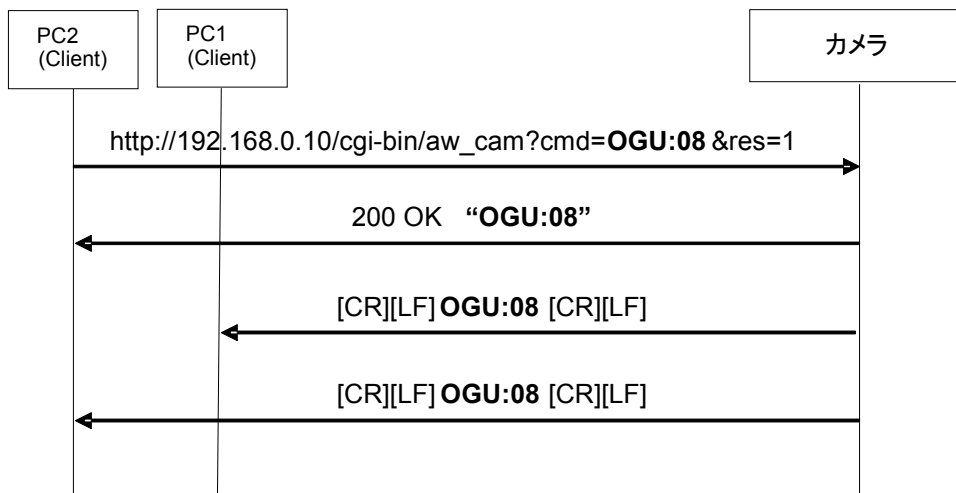 PC2
(Client)
PC1
(Client)
カメラ
http://192.168.0.10/cgi-bin/aw_cam?cmd=OGU:08 &res=1
200 OK “OGU:08”
[CR][LF] OGU:08 [CR][LF]
[CR][LF] OGU:08 [CR][LF]